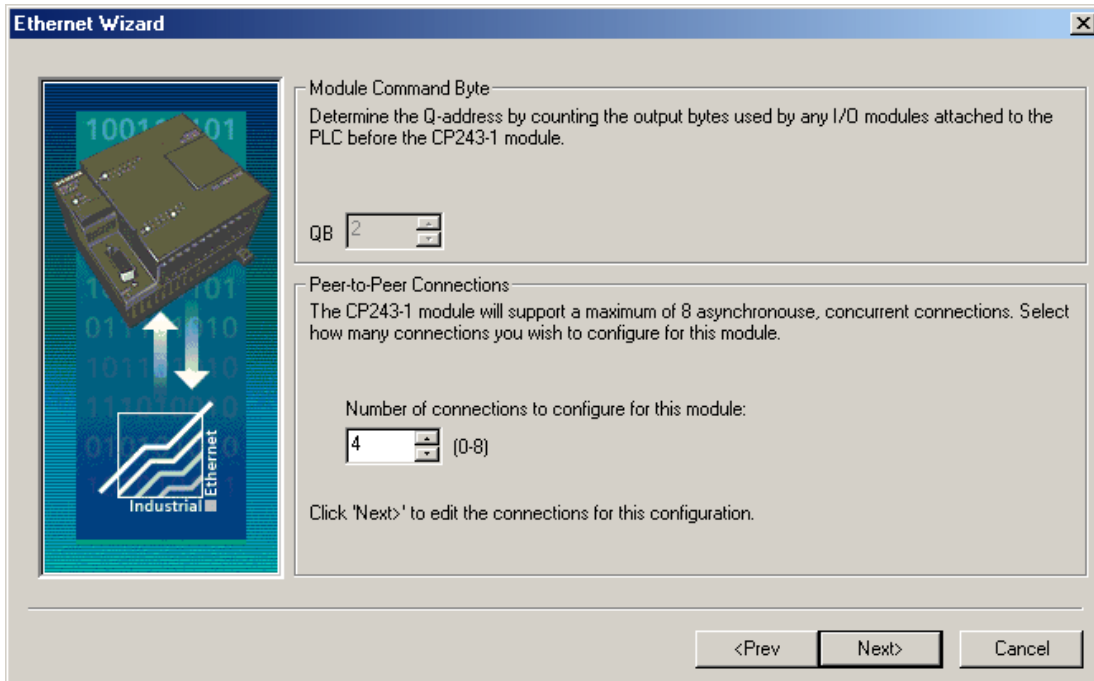 Ethernet Wizard
Module Command Byte
Determine the Q-address by counting the output bytes used by any I/O modules attached to the
PLC before the CP243-1 module.
QB 2
Peer-to-Peer Connections
The CP243-1 module will support a maximum of 8 asynchronouse, concurrent connections. Select
how many connections you wish to configure for this module.
Number of connections to configure for this module:
4 (0-8)
Click 'Next>' to edit the connections for this configuration.
Industrial Ethernet
<Prev Next> Cancel